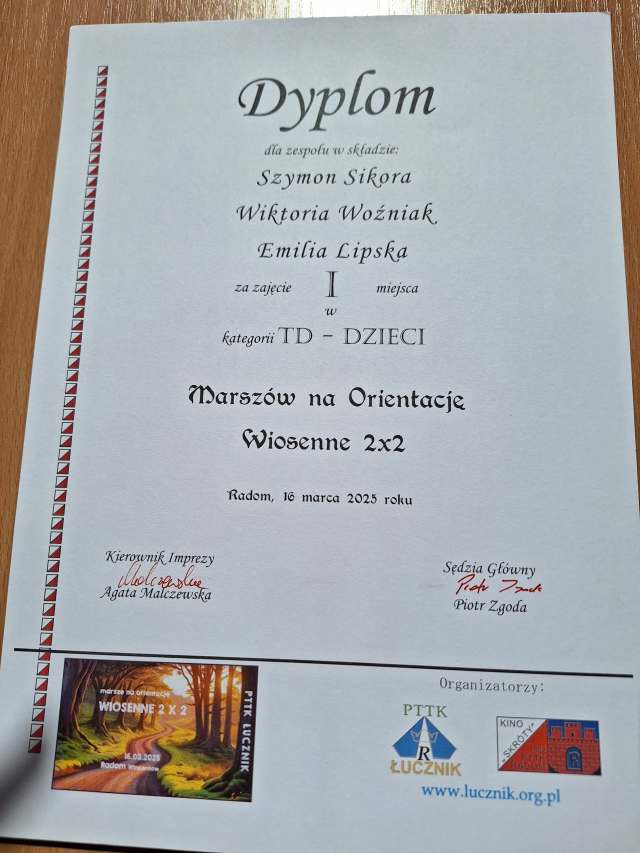 Dyplom
dla zespołu w składzie:
Szymon Sikora
Wiktoria Woźniak
Emilia Lipska
za zajęcie I miejsca
w
kategorii TD - DZIECI
Marszów na Orientację
Wiosenne 2x2
Radom, 16 marca 2025 roku
Kierownik Imprezy
Malczewska
Agata Malczewska
Sędzia Główny
Piotr
Piotr Zgoda
marsze na orientację
WIOSENNE 2 X 2
16.03.2025
Radom
PTTK ŁUCZNIK
Organizatorzy:
PTTK
R
ŁUCZNIK
KINO
"SKRÓTY"
www.lucznik.org.pl